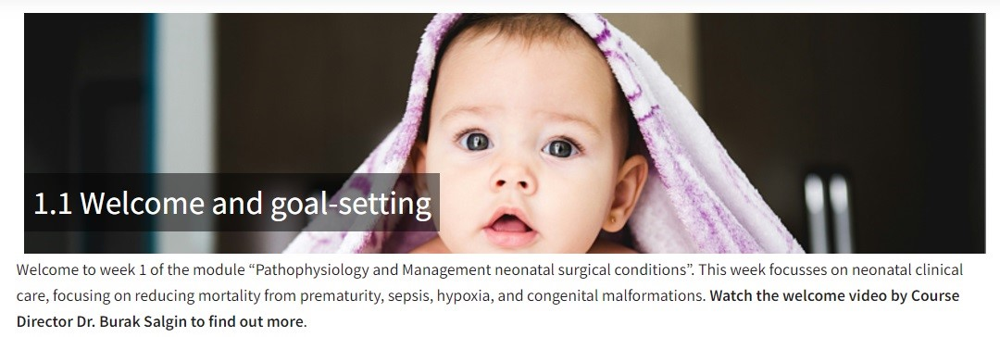 1.1 Welcome and goal-setting
Welcome to week 1 of the module “Pathophysiology and Management neonatal surgical conditions”. This week focusses on neonatal clinical
care, focusing on reducing mortality from prematurity, sepsis, hypoxia, and congenital malformations. Watch the welcome video by Course
Director Dr. Burak Salgin to find out more.